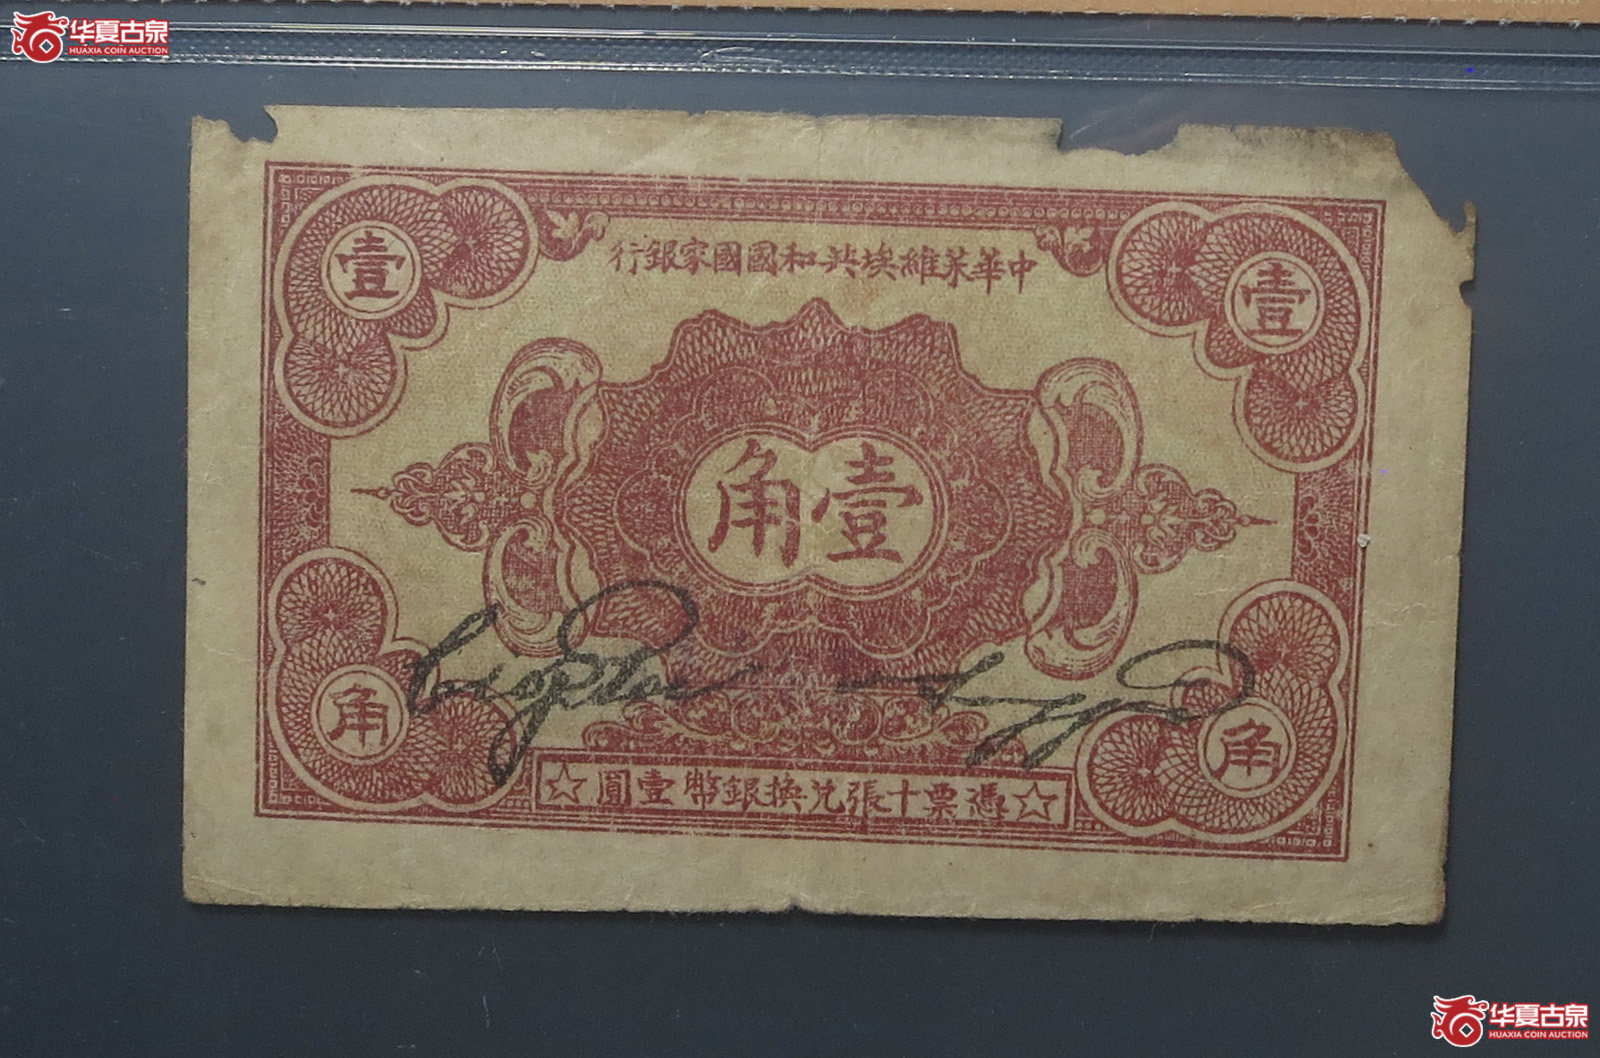 华夏古泉
HUAXIA COIN AUCTION
中華苏維埃共和國國家銀行
壹
壹
壹角
角
角
☆憑票十張兌換銀幣壹圓☆
华夏古泉
HUAXIA COIN AUCTION